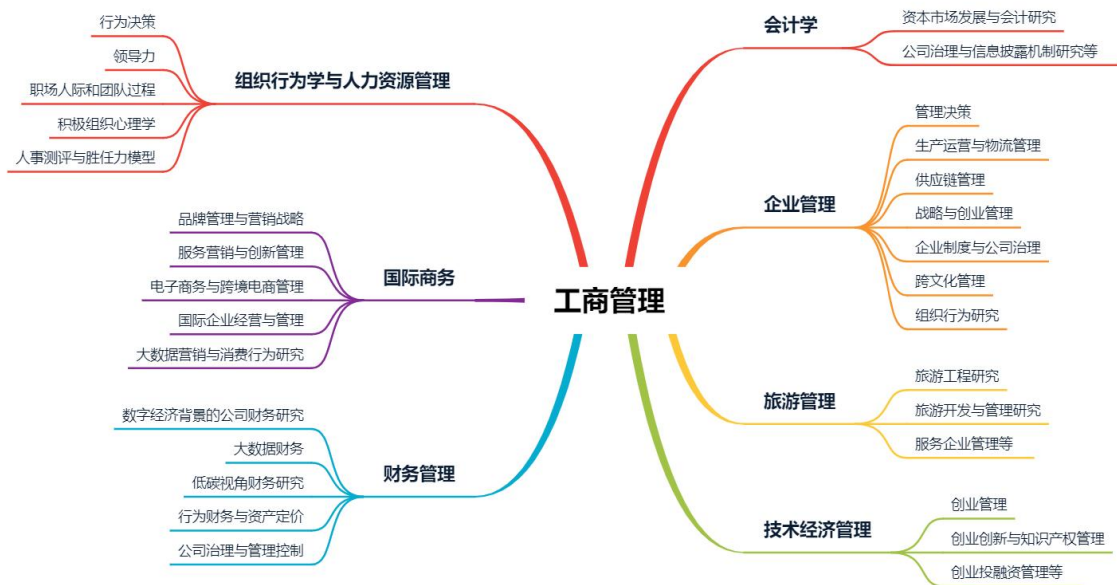 工商管理
组织行为学与人力资源管理
行为决策
领导力
职场人际和团队过程
积极组织心理学
人事测评与胜任力模型
国际商务
品牌管理与营销战略
服务营销与创新管理
电子商务与跨境电商管理
国际企业经营与管理
大数据营销与消费行为研究
财务管理
数字经济背景的公司财务研究
大数据财务
低碳视角财务研究
行为财务与资产定价
公司治理与管理控制
会计学
资本市场发展与会计研究
公司治理与信息披露机制研究等
企业管理
管理决策
生产运营与物流管理
供应链管理
战略与创业管理
企业制度与公司治理
跨文化管理
组织行为研究
旅游管理
旅游工程研究
旅游开发与管理研究
服务企业管理等
技术经济管理
创业管理
创业创新与知识产权管理
创业投融资管理等